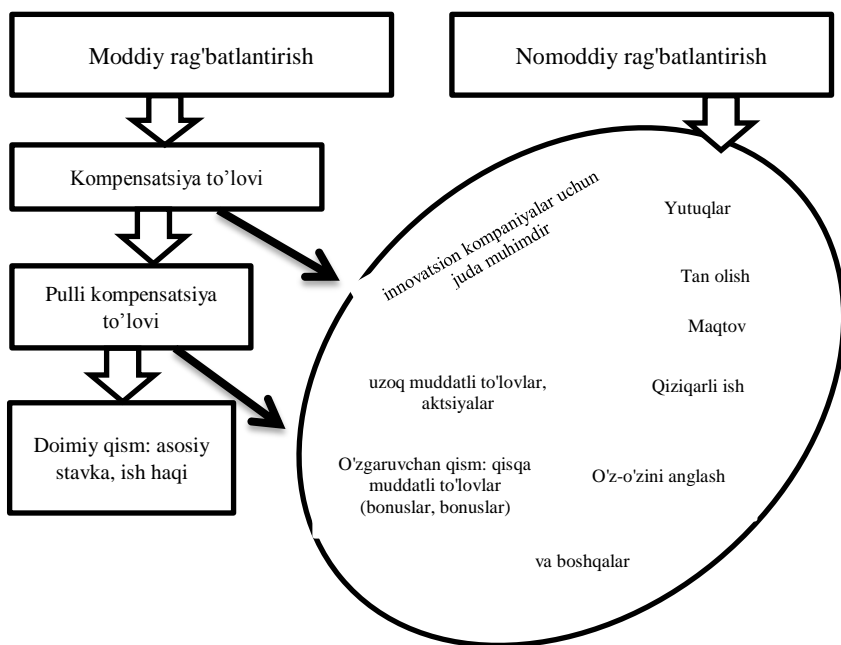 Moddiy rag'batlantirish
Nomoddiy rag'batlantirish
Kompensatsiya to’lovi
Pulli kompensatsiya
to’lovi
Doimiy qism: asosiy
stavka, ish haqi
innovatsion kompaniyalar uchun
juda muhimdir
Yutuqlar
Tan olish
Maqtov
uzoq muddatli to'lovlar,
aktsiyalar
Qiziqarli ish
O'zgaruvchan qism: qisqa
muddatli to'lovlar
(bonuslar, bonuslar)
O'z-o'zini anglash
va boshqalar